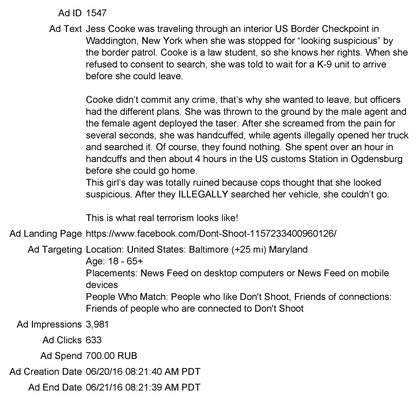 Ad ID 1547
Ad Text Jess Cooke was traveling through an interior US Border Checkpoint in
Waddington, New York when she was stopped for “looking suspicious” by
the border patrol. Cooke is a law student, so she knows her rights. When she
refused to consent to search, she was told to wait for a K-9 unit to arrive
before she could leave.
Cooke didn’t commit any crime, that’s why she wanted to leave, but officers
had the different plans. She was thrown to the ground by the male agent and
the female agent deployed the taser. After she screamed from the pain for
several seconds, she was handcuffed, while agents illegally opened her truck
and searched it. Of course, they found nothing. She spent over an hour in
handcuffs and then about 4 hours in the US customs Station in Ogdensburg
before she could go home.
This girl’s day was totally ruined because cops thought that she looked
suspicious. After they ILLEGALLY searched her vehicle, she couldn’t go.
This is what real terrorism looks like!
Ad Landing Page https://www.facebook.com/Dont-Shoot-1157233400960126/
Ad Targeting Location: United States: Baltimore (+25 mi) Maryland
Age: 18 - 65+
Placements: News Feed on desktop computers or News Feed on mobile
devices
People Who Match: People who like Don't Shoot, Friends of connections:
Friends of people who are connected to Don't Shoot
Ad Impressions 3,981
Ad Clicks 633
Ad Spend 700.00 RUB
Ad Creation Date 06/20/16 08:21:40 AM PDT
Ad End Date 06/21/16 08:21:39 AM PDT